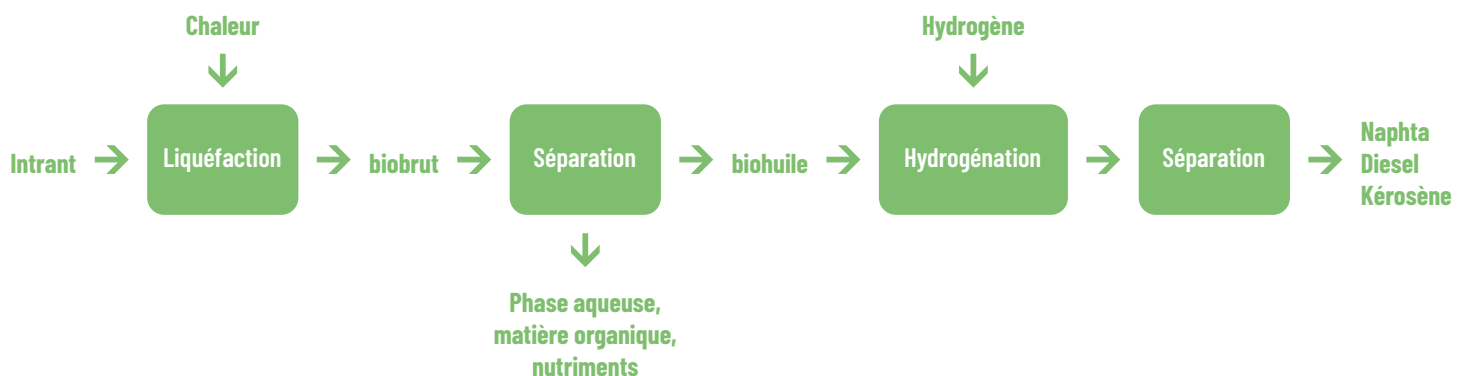 Chaleur
Hydrogène
Intrant
Liquéfaction
biobrut
Séparation
biohuile
Hydrogénation
Séparation
Naphta
Diesel
Kérosène
Phase aqueuse,
matière organique,
nutriments